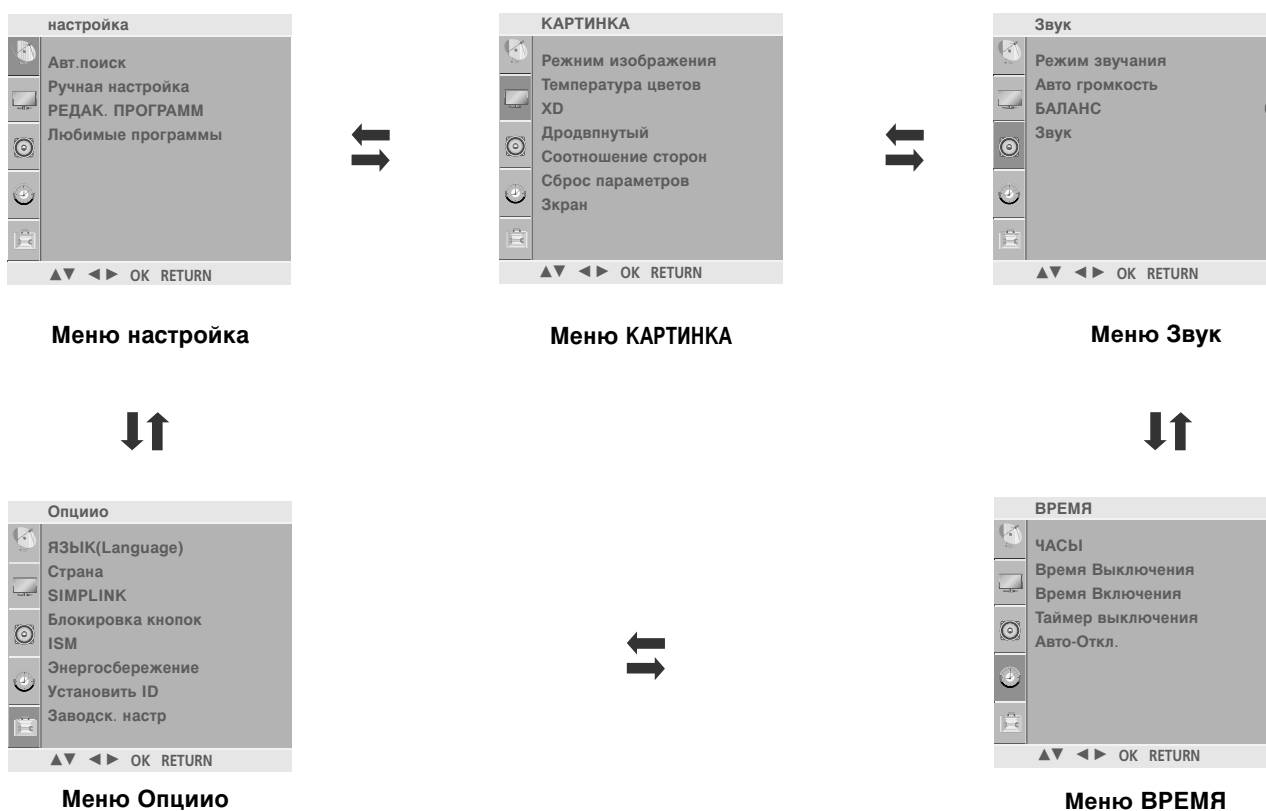 настройка
Авт.поиск
Ручная настройка
РЕДАК. ПРОГРАММ
Любимые программы
▲▼ ◄► OK RETURN
Меню настройка
КАРТИНКА
Режним изображения
Температура цветов
XD
Дродвпнутый
Соотношение сторон
Сброс параметров
Зкран
▲▼ ◄► OK RETURN
Меню КАРТИНКА
Звук
Режим звучания
Авто громкость
БАЛАНС
Звук
▲▼ ◄► OK RETURN
Меню Звук
Опциио
ЯЗЫК(Language)
Страна
SIMPLINK
Блокировка кнопок
ISM
Энергосбережение
Установить ID
Заводск. настр
▲▼ ◄► OK RETURN
Меню Опциио
ВРЕМЯ
ЧАСЫ
Время Выключения
Время Включения
Таймер выключения
Авто-Откл.
▲▼ ◄► OK RETURN
Меню ВРЕМЯ